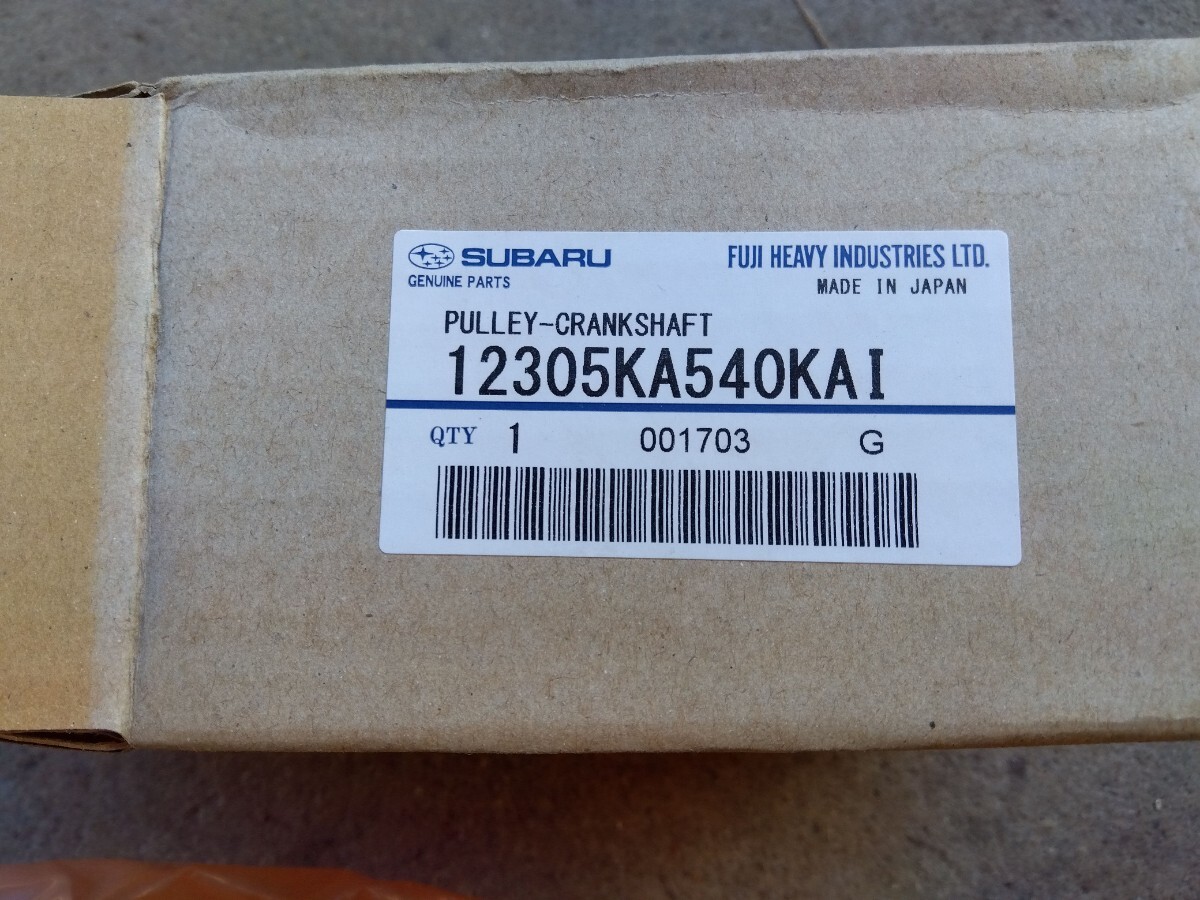 SUBARU FUJI HEAVY INDUSTRIES LTD.
GENUINE PARTS MADE IN JAPAN
PULLEY-CRANKSHAFT
12305KA540KAI
QTY 1 001703 G